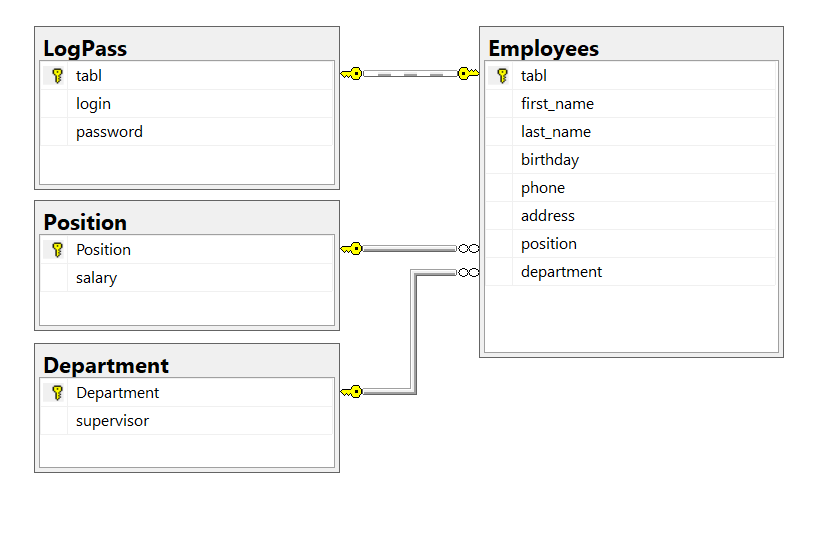 LogPass
tabl
login
password
Position
Position
salary
Department
Department
supervisor
Employees
tabl
first_name
last_name
birthday
phone
address
position
department